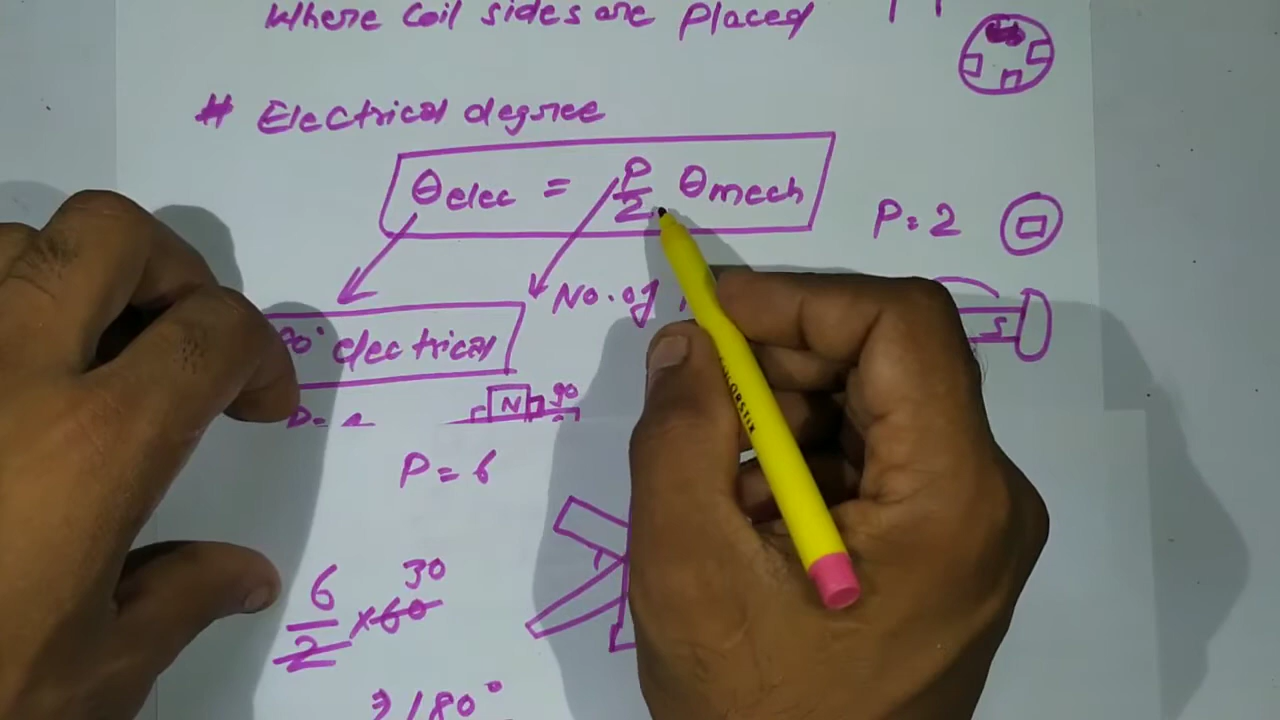 Where coil sides are placed
# Electrical degree
θelec = P/2 θmech
P = 2
No. of
S
0° electrical
N 90
P = 6
30
6/2 × 60
180°